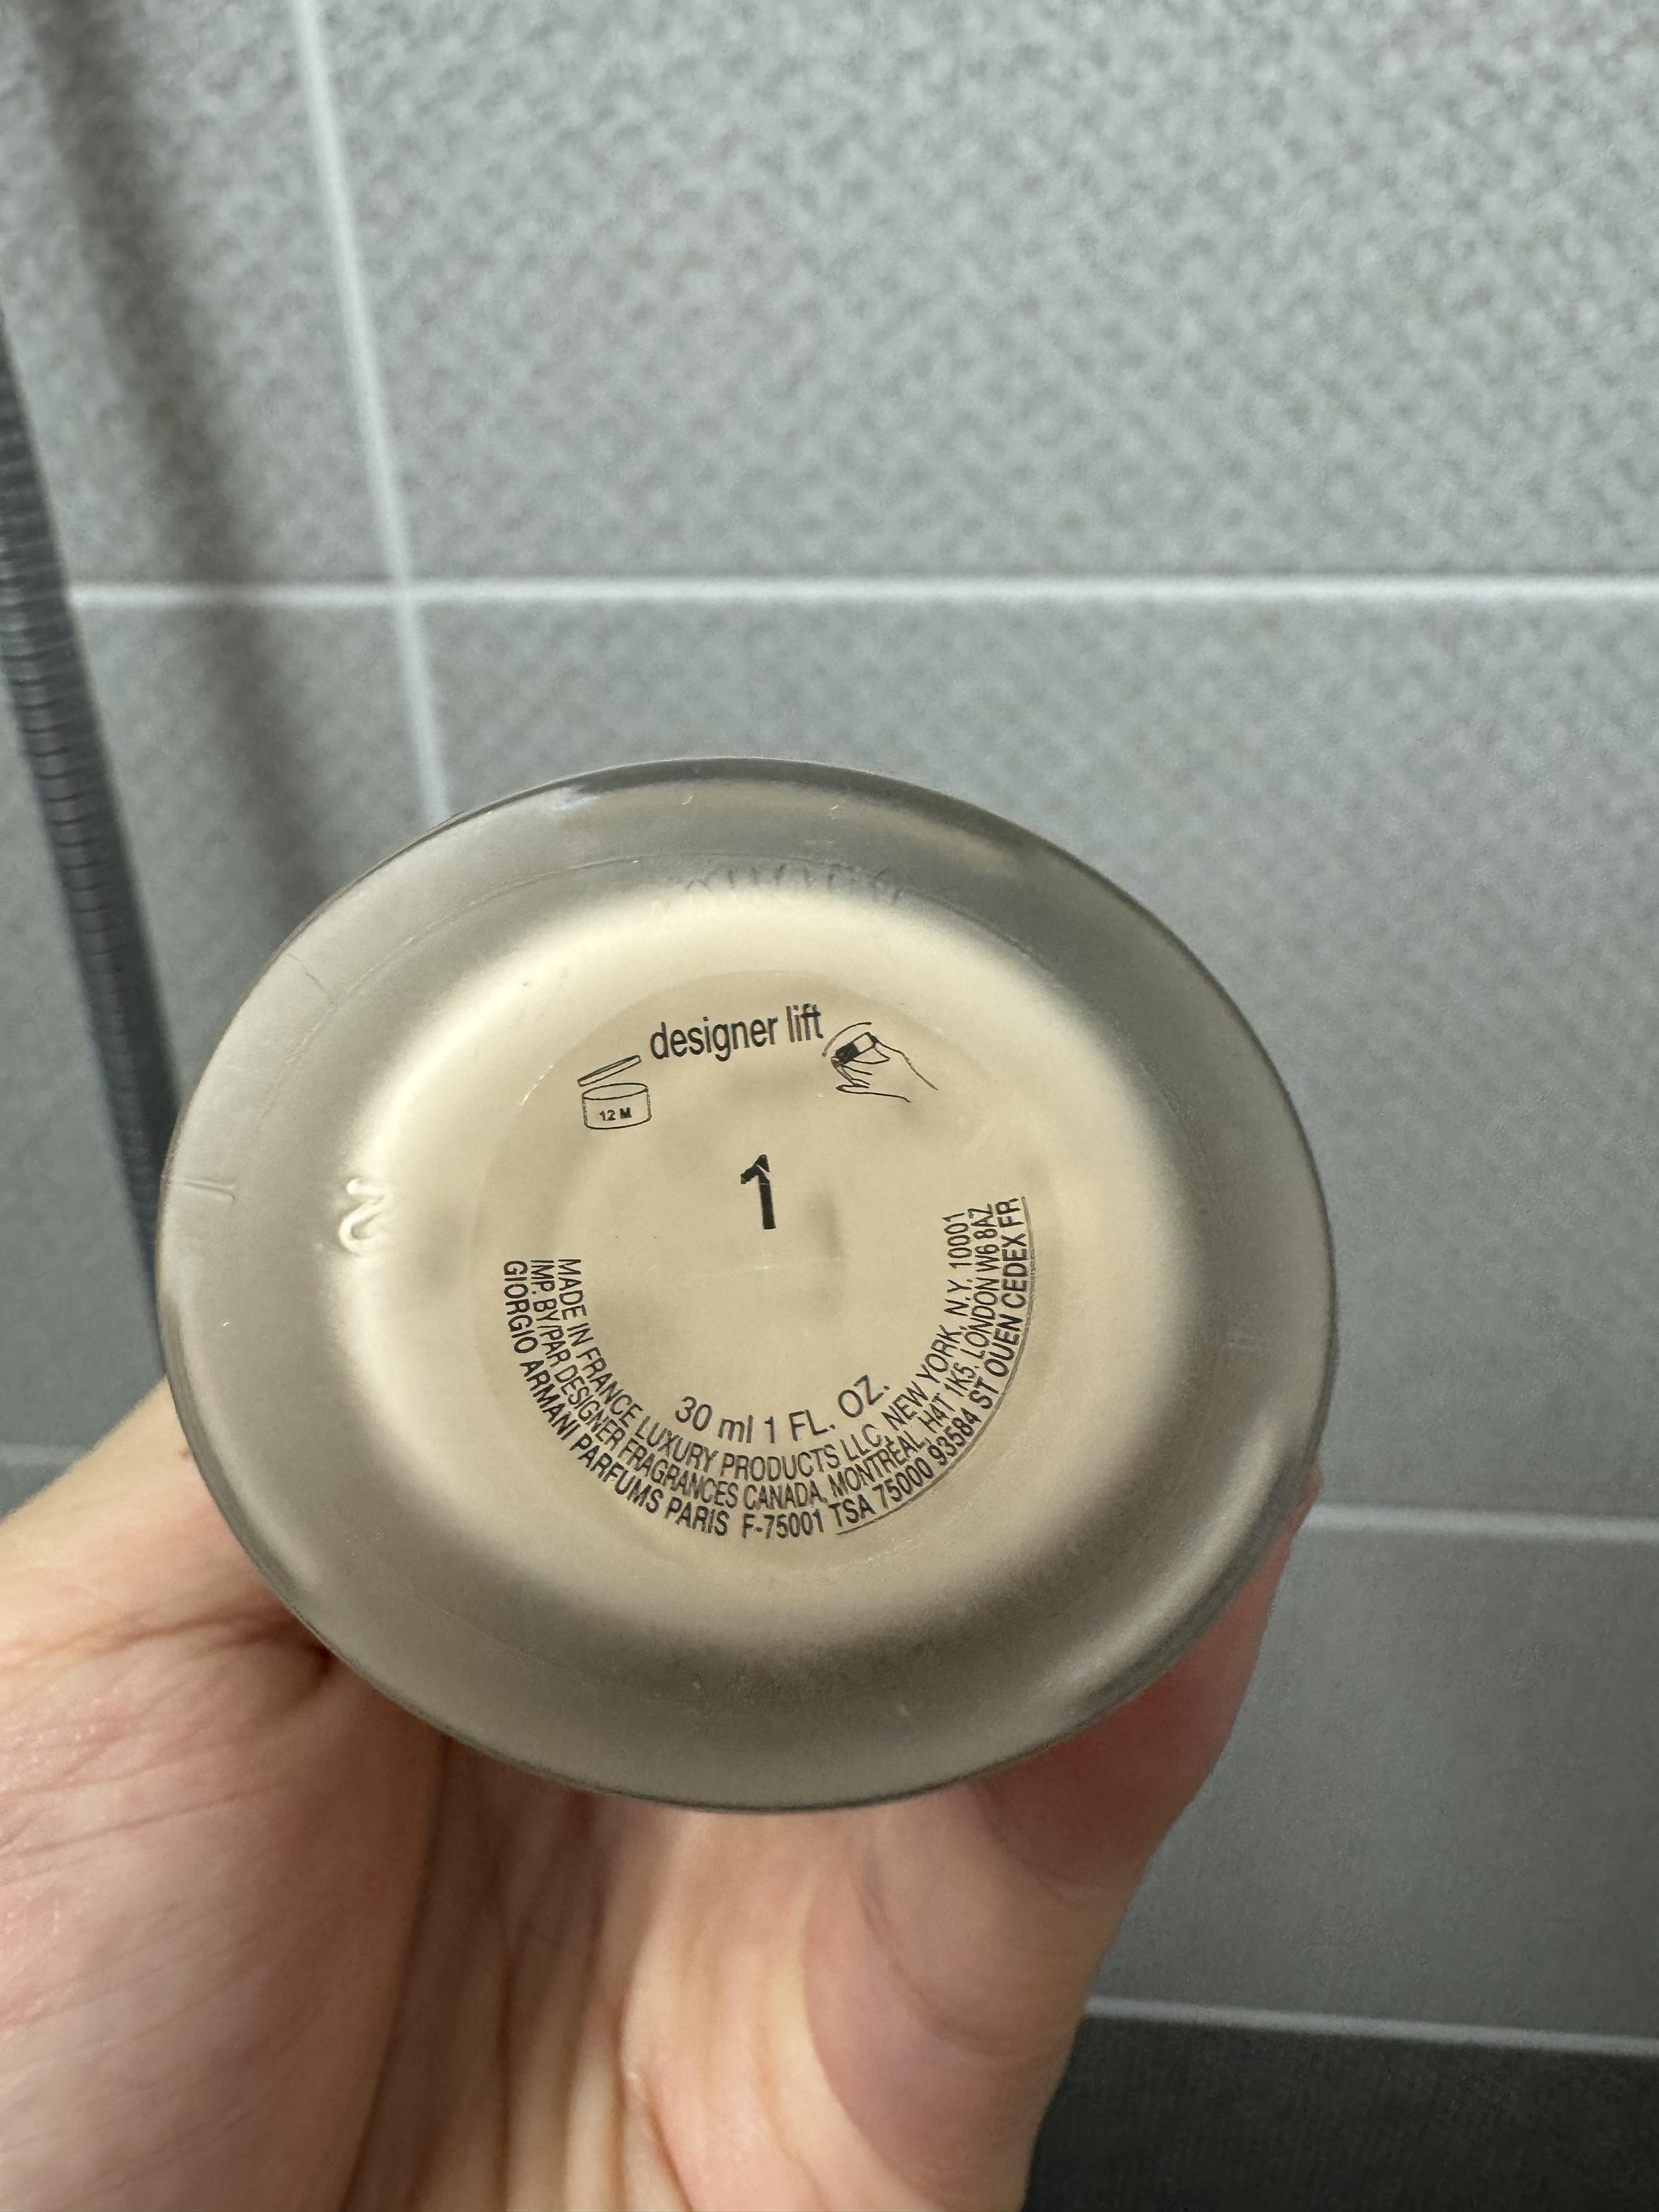 designer lift
12 M
1
2
30 ml 1 FL. OZ.
MADE IN FRANCE LUXURY PRODUCTS LLC, NEW YORK, N.Y. 10001
IMP. BY/PAR DESIGNER FRAGRANCES CANADA, MONTRÉAL, H4T 1K5, LONDON W6 8AZ
GIORGIO ARMANI PARFUMS PARIS F-75001 TSA 75000 93584 ST OUEN CEDEX FR